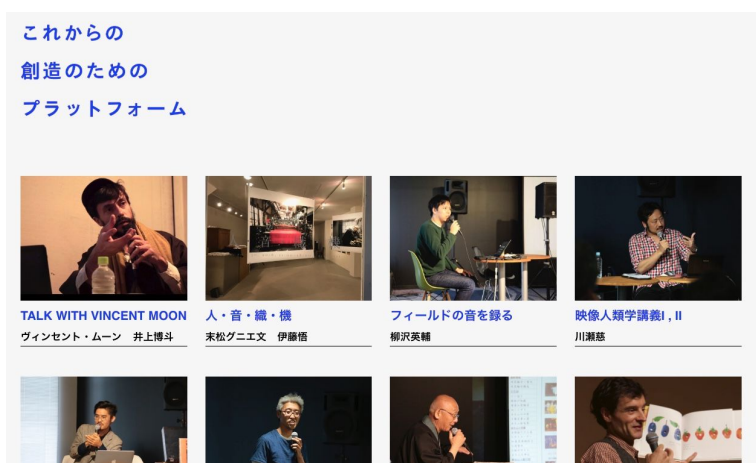 これからの
創造のための
プラットフォーム
TALK WITH VINCENT MOON
ヴィンセント・ムーン　井上博斗
人・音・織・機
末松グニエ文　伊藤悟
フィールドの音を録る
柳沢英輔
映像人類学講義I , II
川瀬慈